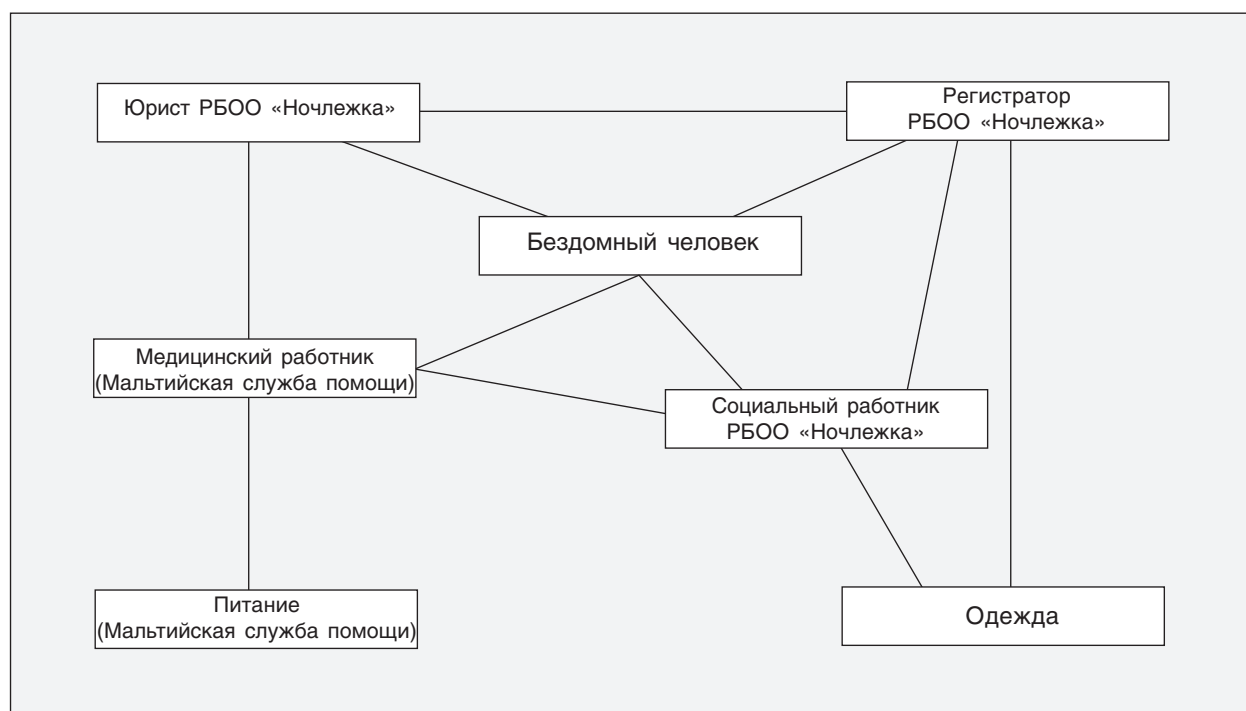 Юрист РБОО «Ночлежка»
Регистратор
РБОО «Ночлежка»
Бездомный человек
Медицинский работник
(Мальтийская служба помощи)
Социальный работник
РБОО «Ночлежка»
Питание
(Мальтийская служба помощи)
Одежда